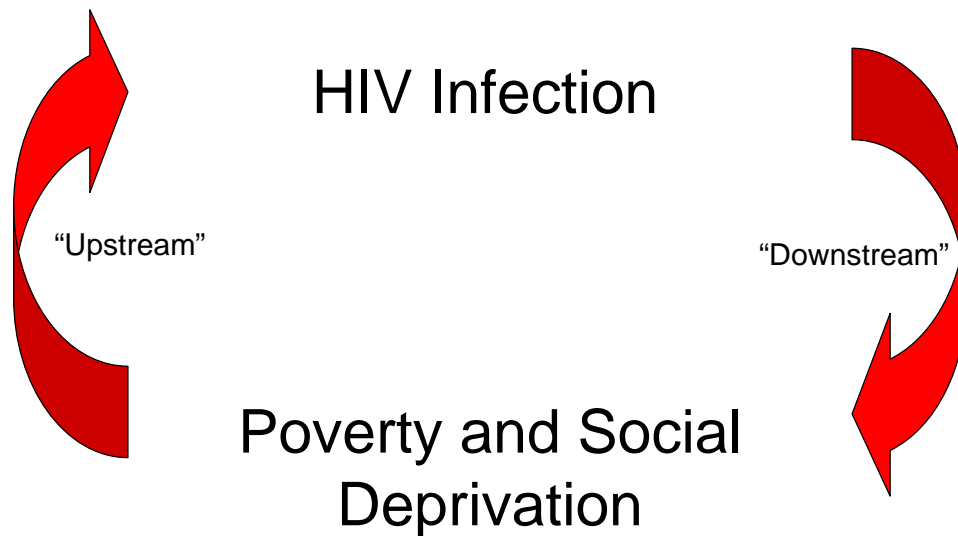 HIV Infection
“Upstream”
“Downstream”
Poverty and Social
Deprivation